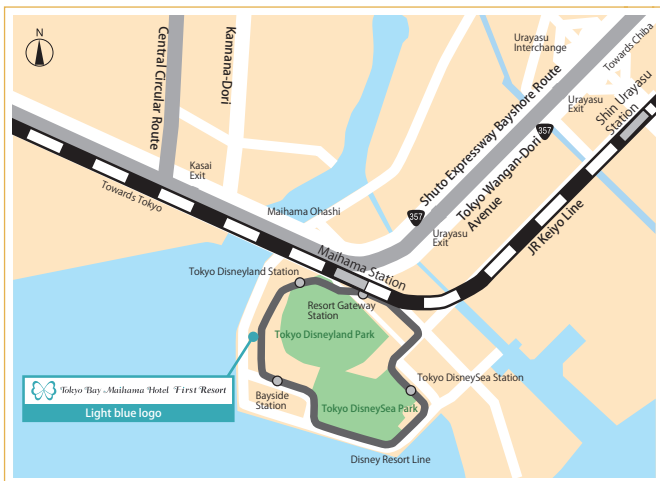 N
Central Circular Route
Kannana-Dori
Urayasu
Interchange
Towards Chiba
Urayasu
Exit
Shin Urayasu
Station
357
Shuto Expressway Bayshore Route
Tokyo Wangan-Dori
Avenue
357
Kasai
Exit
Towards Tokyo
Maihama Ohashi
Urayasu
Exit
JR Keiyo Line
Maihama Station
Tokyo Disneyland Station
Resort Gateway
Station
Tokyo Disneyland Park
Tokyo Bay Maihama Hotel First Resort
Light blue logo
Bayside
Station
Tokyo DisneySea Station
Tokyo DisneySea Park
Disney Resort Line